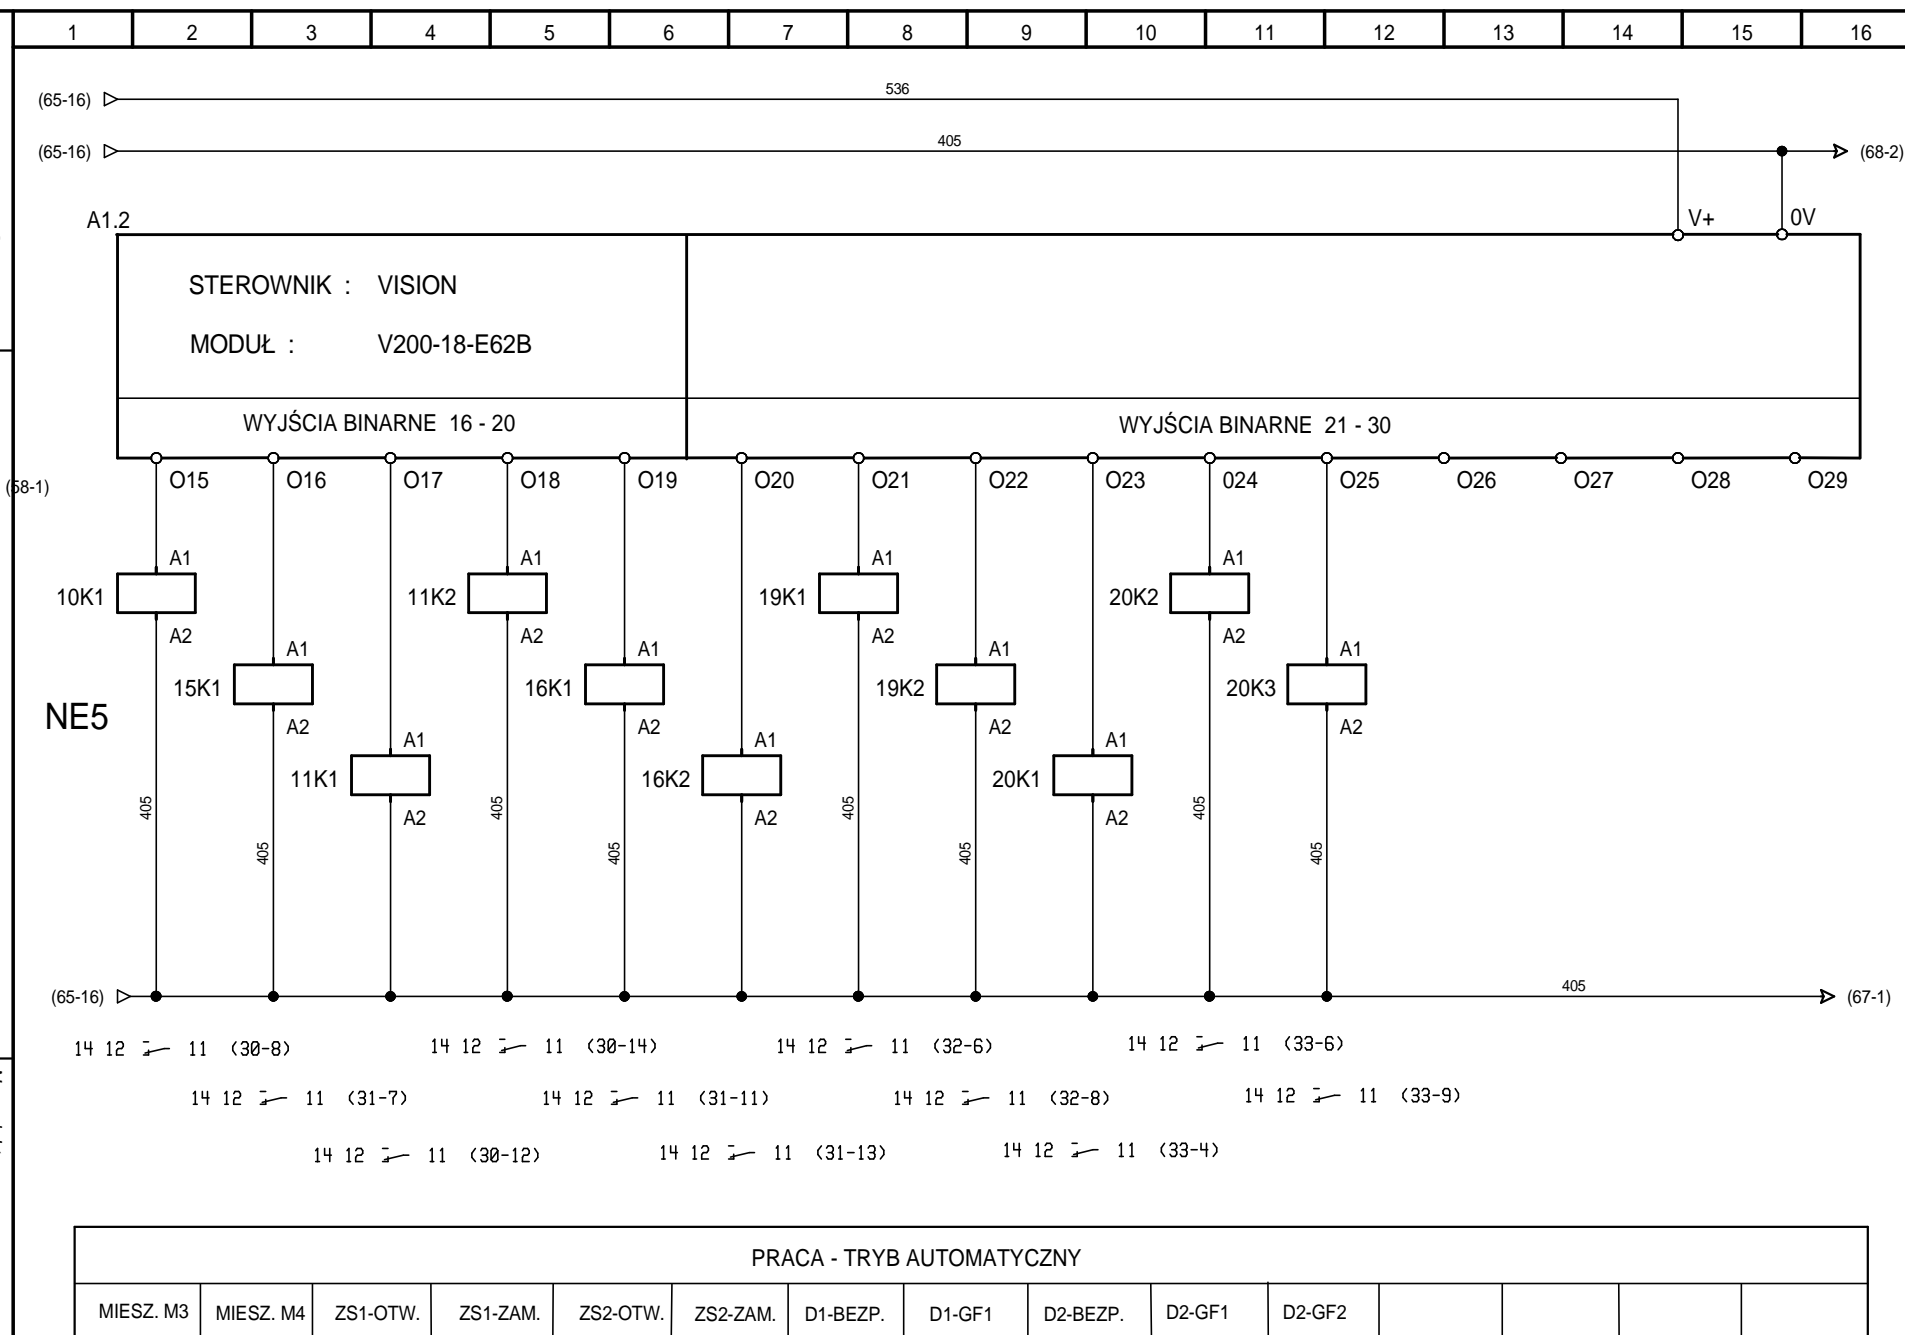 1 2 3 4 5 6 7 8 9 10 11 12 13 14 15 16
(65-16) 536
(65-16) 405 (68-2)
A1.2 V+ 0V
STEROWNIK : VISION
MODUŁ : V200-18-E62B
WYJŚCIA BINARNE 16 - 20 WYJŚCIA BINARNE 21 - 30
(58-1) O15 O16 O17 O18 O19 O20 O21 O22 O23 024 O25 O26 O27 O28 O29
A1 A1 A1 A1
10K1 11K2 19K1 20K2
A2 A2 A2 A2
A1 A1 A1 A1
15K1 16K1 19K2 20K3
A2 A2 A2 A2
NE5
A1 A1 A1
11K1 16K2 20K1
A2 A2 A2
405 405 405 405
405 405 405 405
(65-16) 405 (67-1)
14 12 11 (30-8) 14 12 11 (30-14) 14 12 11 (32-6) 14 12 11 (33-6)
14 12 11 (31-7) 14 12 11 (31-11) 14 12 11 (32-8) 14 12 11 (33-9)
14 12 11 (30-12) 14 12 11 (31-13) 14 12 11 (33-4)
PRACA - TRYB AUTOMATYCZNY
MIESZ. M3 MIESZ. M4 ZS1-OTW. ZS1-ZAM. ZS2-OTW. ZS2-ZAM. D1-BEZP. D1-GF1 D2-BEZP. D2-GF1 D2-GF2